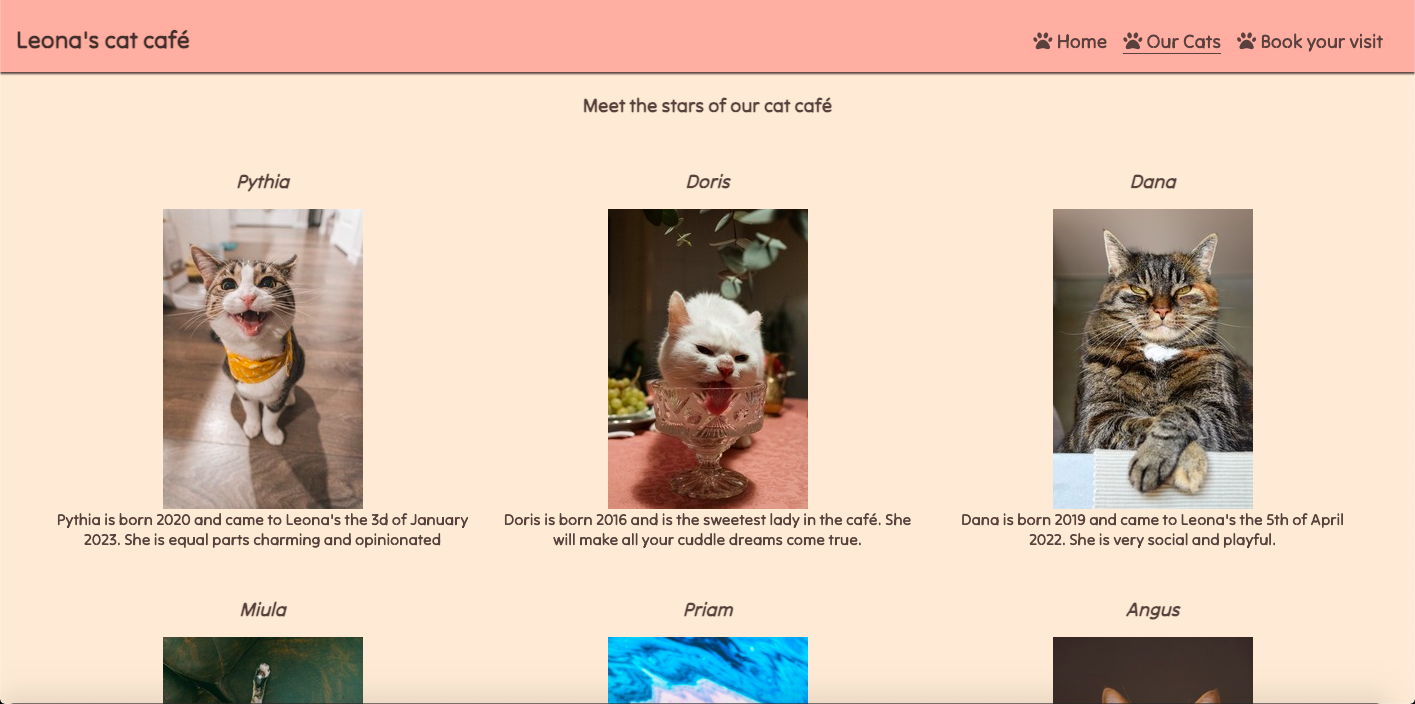 Leona's cat café
Home
Our Cats
Book your visit
Meet the stars of our cat café
Pythia
Doris
Dana
Pythia is born 2020 and came to Leona's the 3d of January
2023. She is equal parts charming and opinionated
Doris is born 2016 and is the sweetest lady in the café. She
will make all your cuddle dreams come true.
Dana is born 2019 and came to Leona's the 5th of April
2022. She is very social and playful.
Miula
Priam
Angus